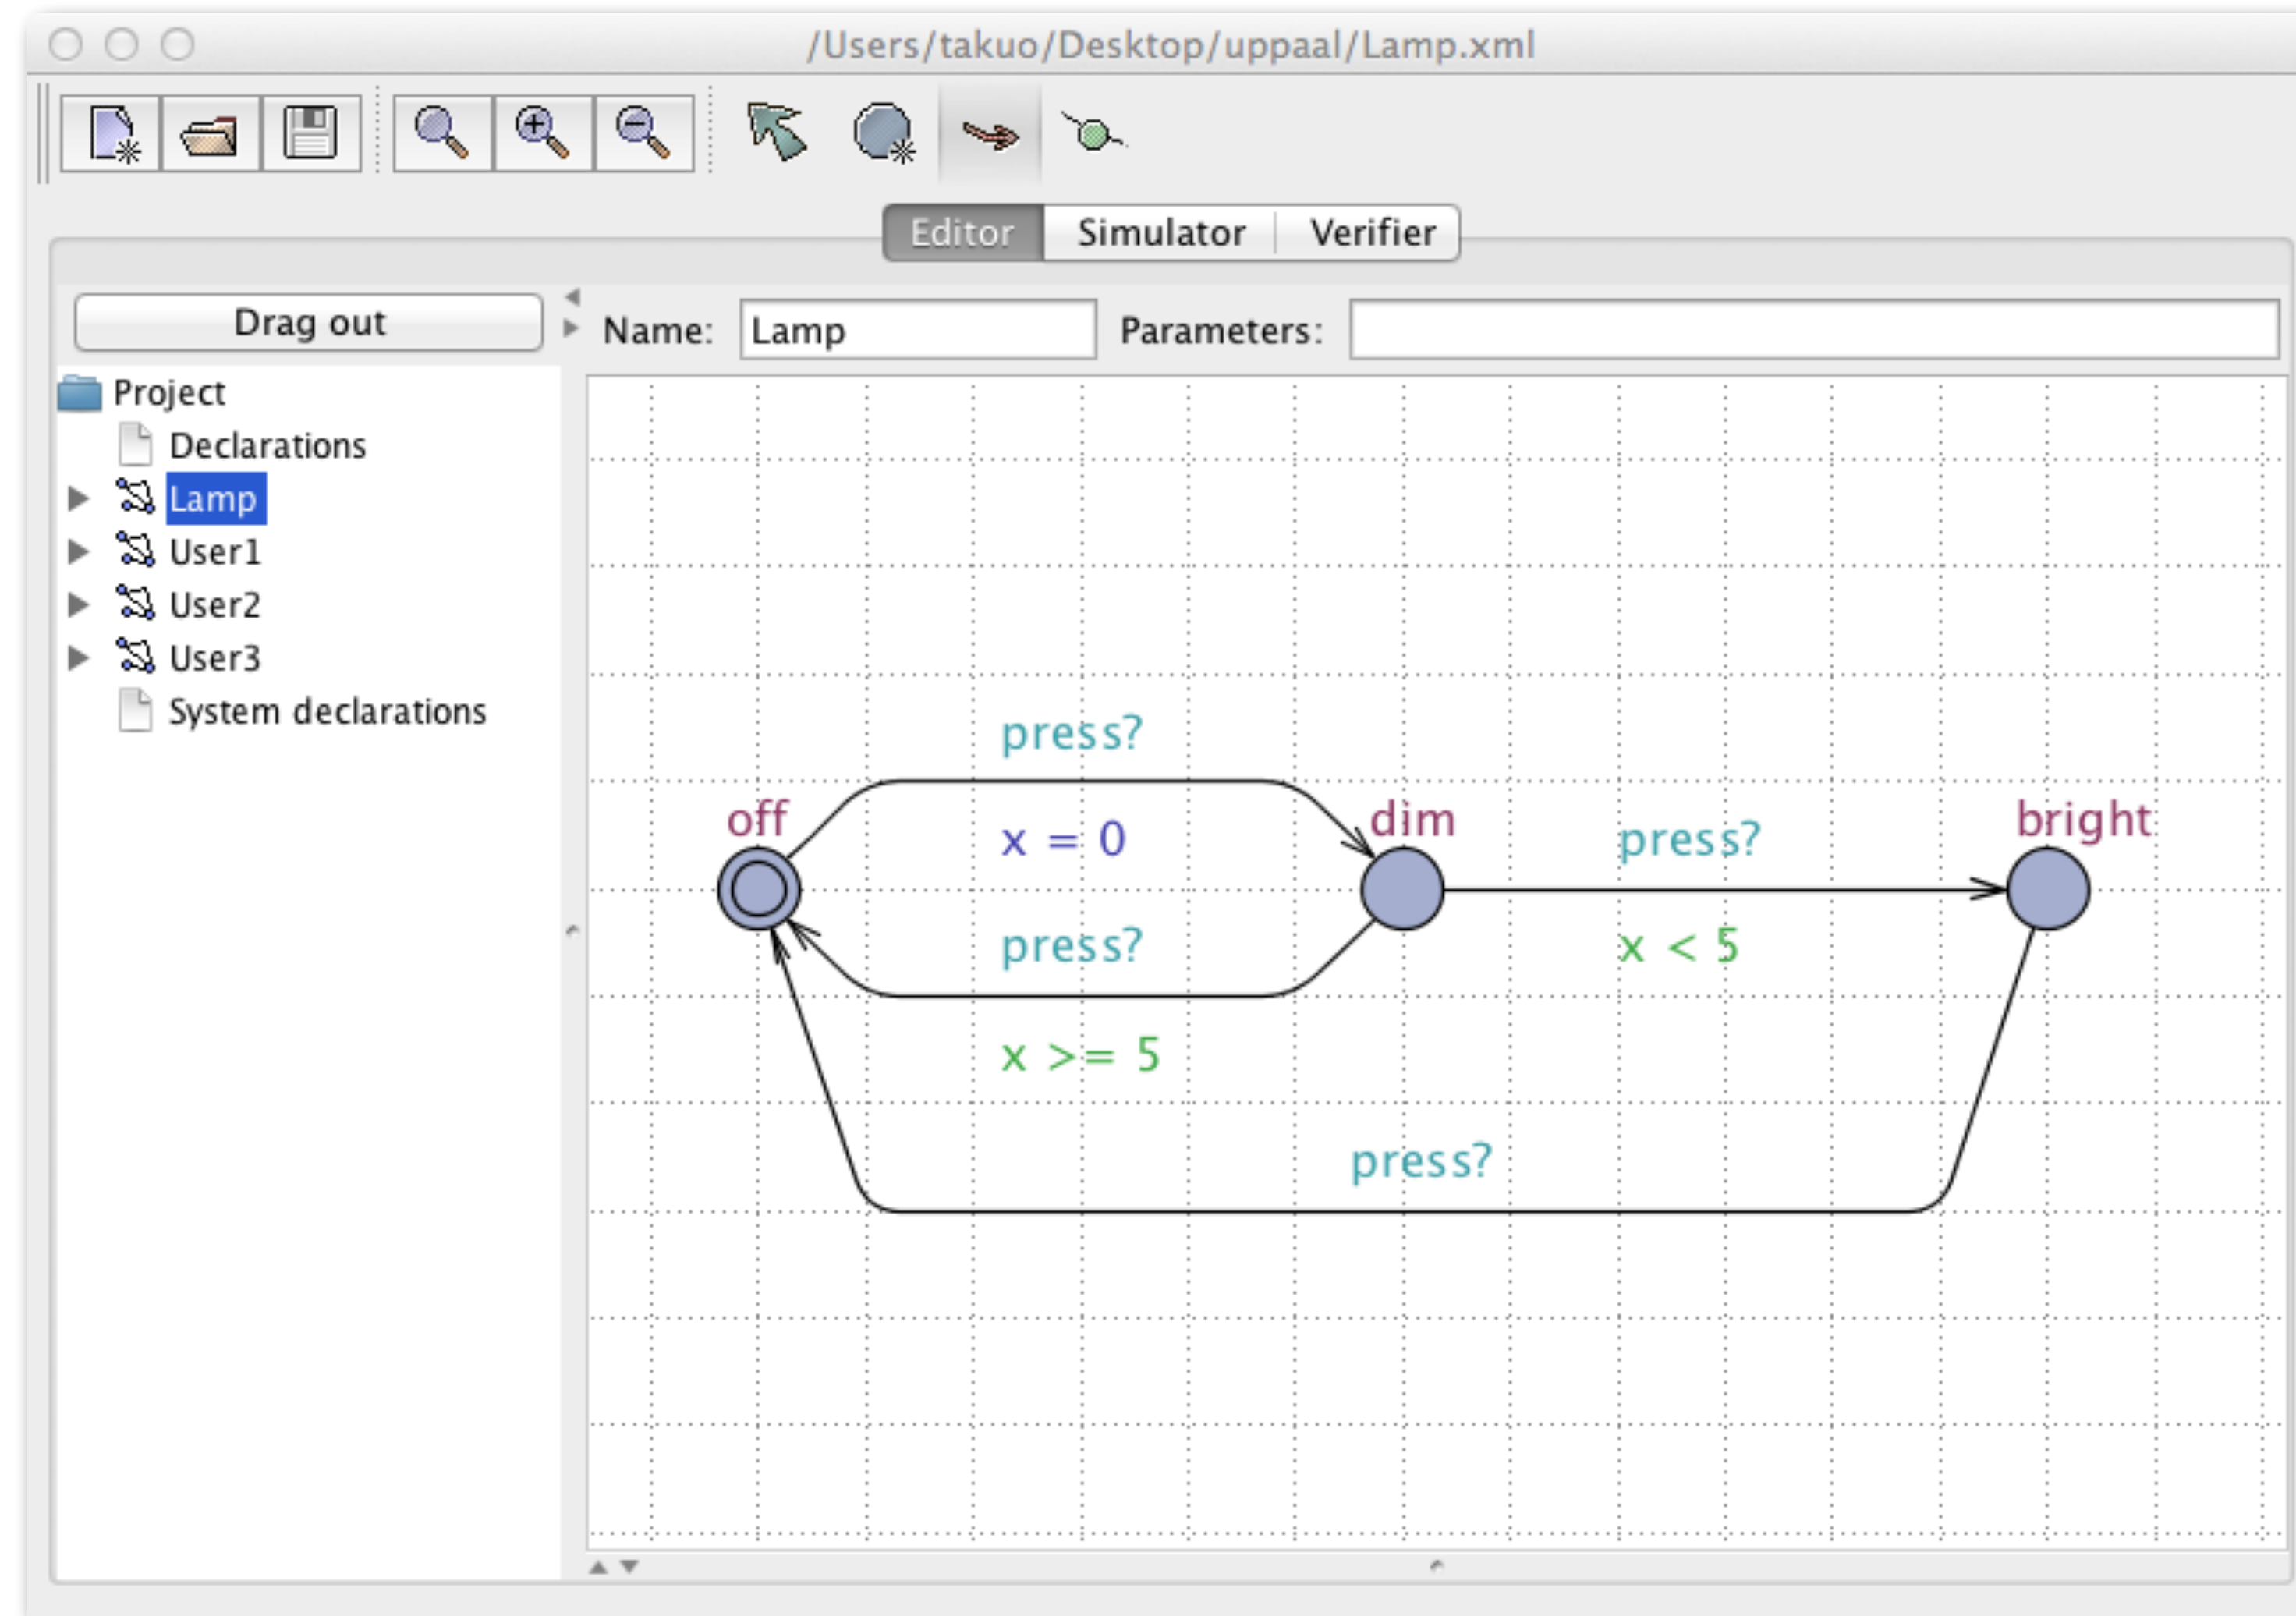 /Users/takuo/Desktop/uppaal/Lamp.xml
Editor Simulator Verifier
Drag out
Name: Lamp Parameters:
Project
Declarations
Lamp
User1
User2
User3
System declarations
press?
off
x = 0
dim
press?
bright
press?
x < 5
x >= 5
press?